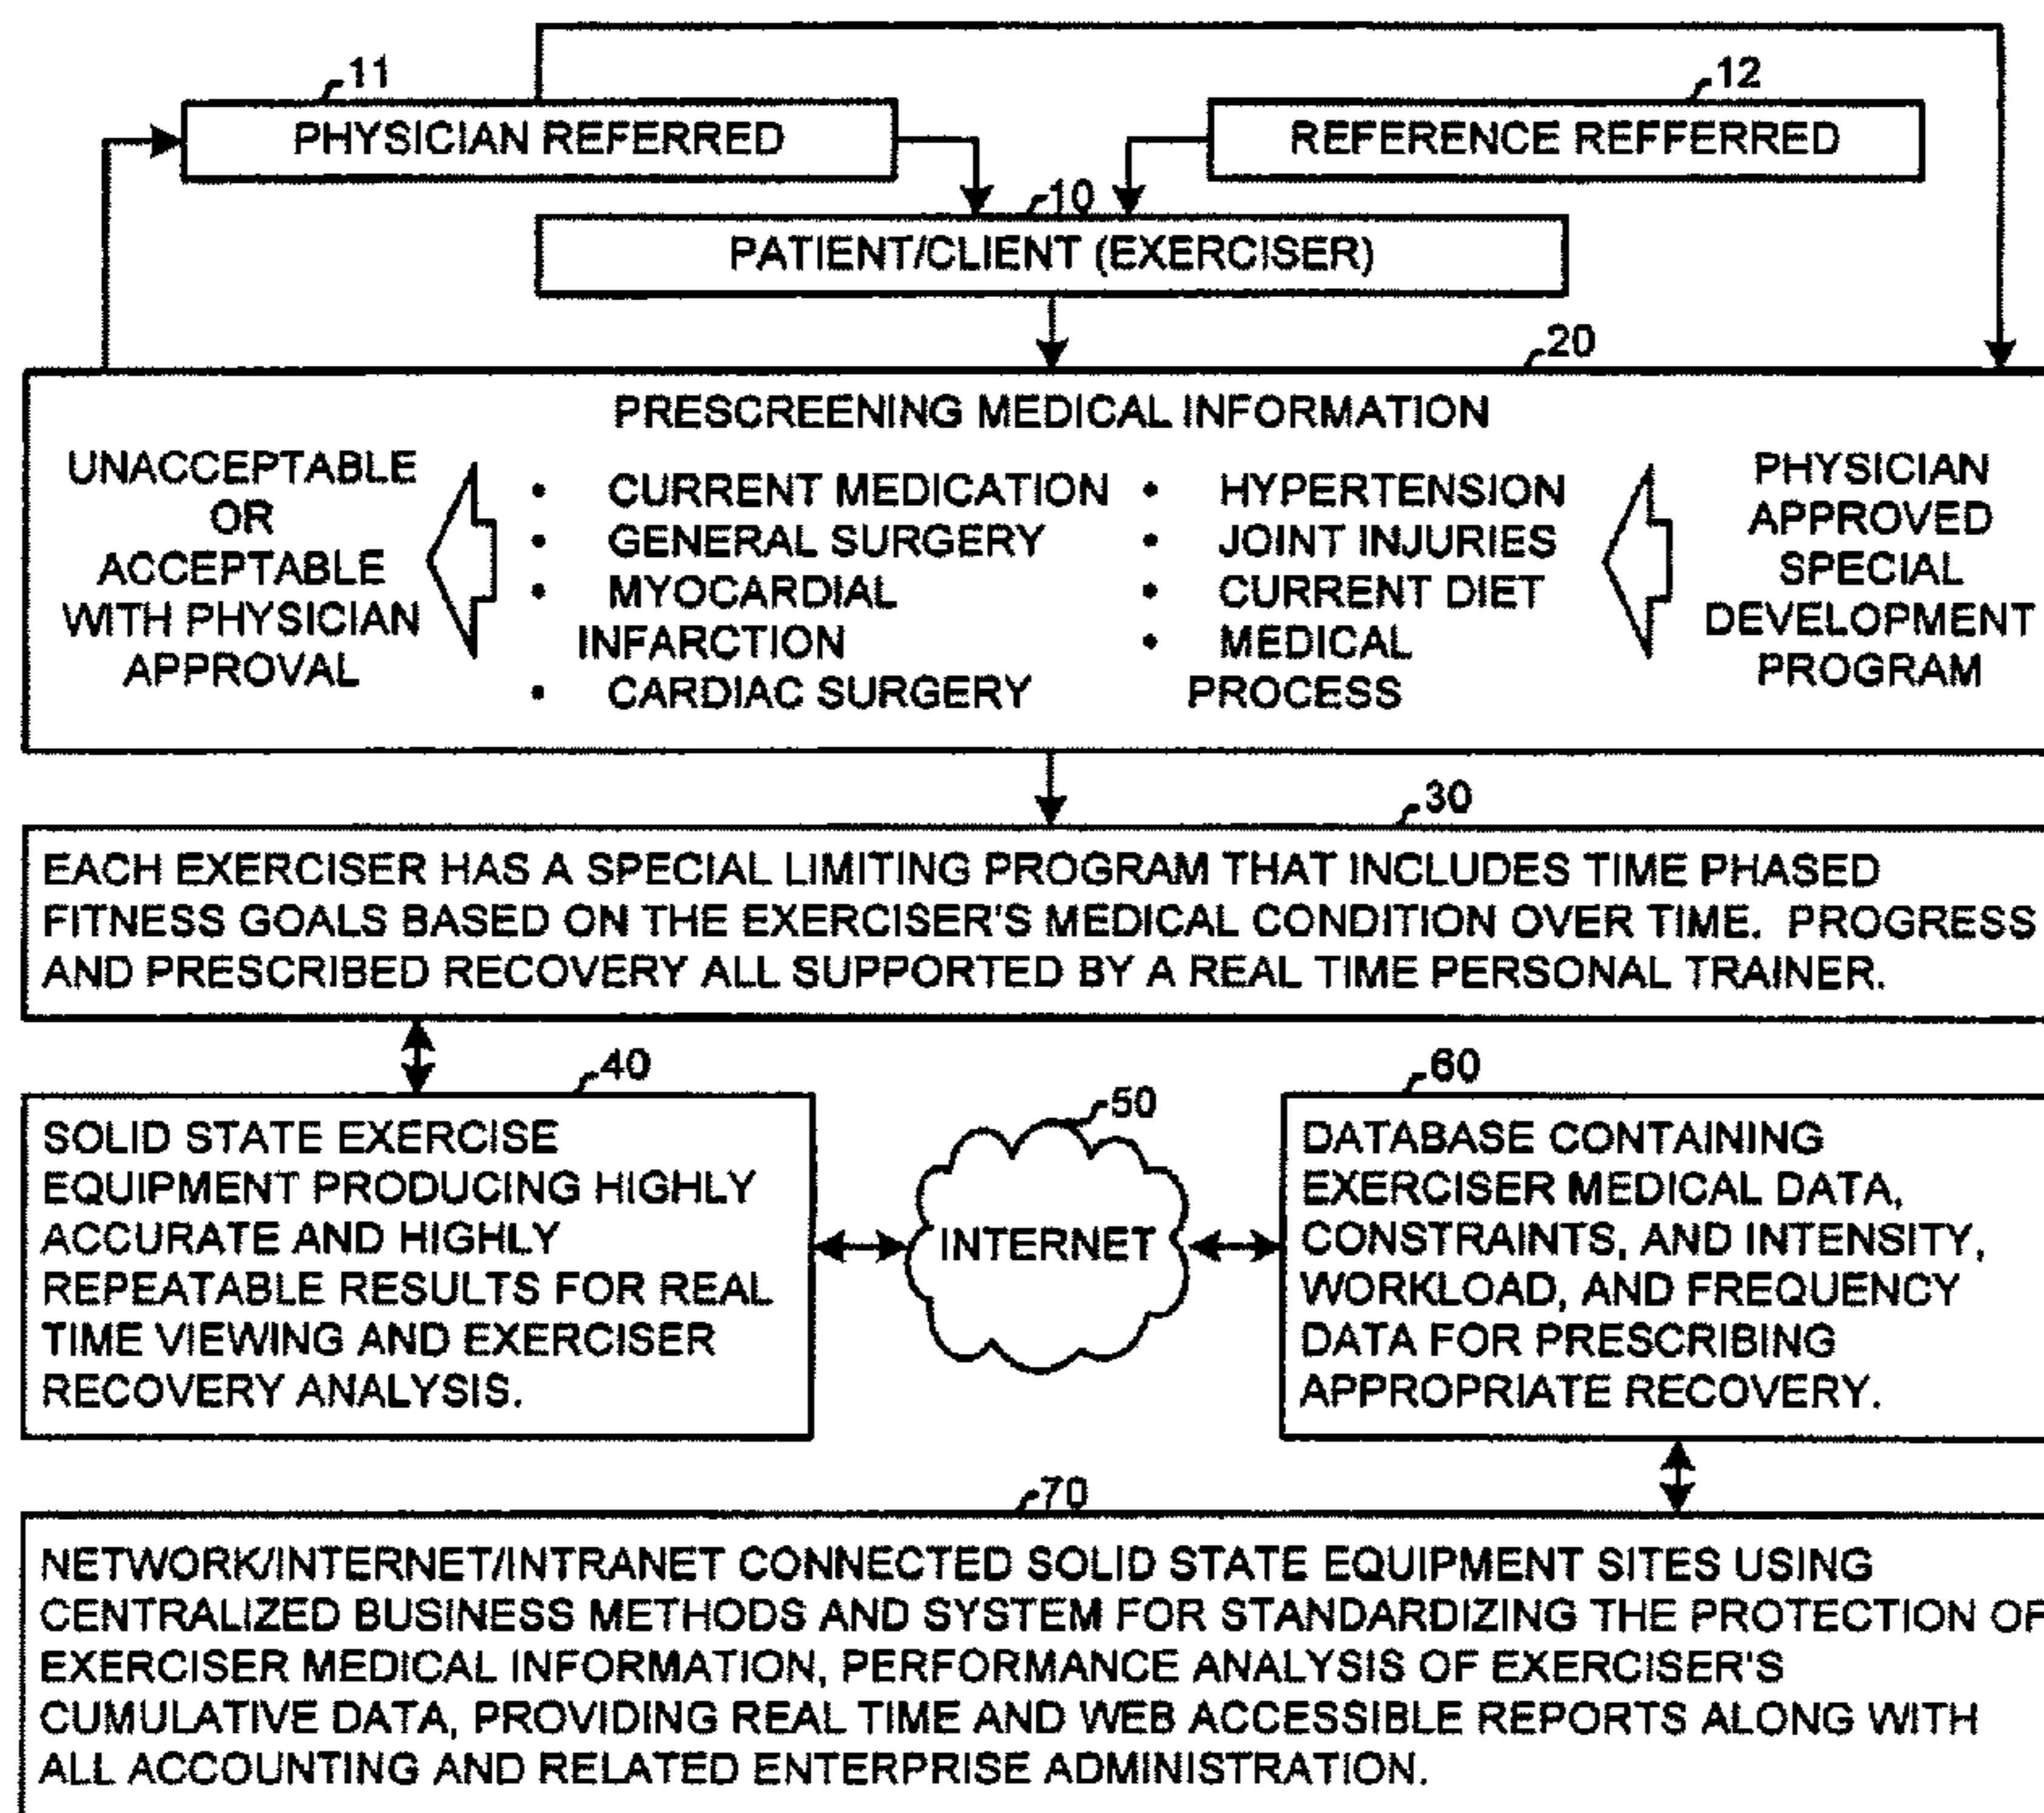 11
12
PHYSICIAN REFERRED
REFERENCE REFFERRED
10
PATIENT/CLIENT (EXERCISER)
20
PRESCREENING MEDICAL INFORMATION
UNACCEPTABLE
OR
ACCEPTABLE
WITH PHYSICIAN
APPROVAL
• CURRENT MEDICATION
• GENERAL SURGERY
• MYOCARDIAL
INFARCTION
• CARDIAC SURGERY
• HYPERTENSION
• JOINT INJURIES
• CURRENT DIET
• MEDICAL
PROCESS
PHYSICIAN
APPROVED
SPECIAL
DEVELOPMENT
PROGRAM
30
EACH EXERCISER HAS A SPECIAL LIMITING PROGRAM THAT INCLUDES TIME PHASED
FITNESS GOALS BASED ON THE EXERCISER'S MEDICAL CONDITION OVER TIME. PROGRESS
AND PRESCRIBED RECOVERY ALL SUPPORTED BY A REAL TIME PERSONAL TRAINER.
40
SOLID STATE EXERCISE
EQUIPMENT PRODUCING HIGHLY
ACCURATE AND HIGHLY
REPEATABLE RESULTS FOR REAL
TIME VIEWING AND EXERCISER
RECOVERY ANALYSIS.
50
INTERNET
60
DATABASE CONTAINING
EXERCISER MEDICAL DATA,
CONSTRAINTS, AND INTENSITY,
WORKLOAD, AND FREQUENCY
DATA FOR PRESCRIBING
APPROPRIATE RECOVERY.
70
NETWORK/INTERNET/INTRANET CONNECTED SOLID STATE EQUIPMENT SITES USING
CENTRALIZED BUSINESS METHODS AND SYSTEM FOR STANDARDIZING THE PROTECTION OF
EXERCISER MEDICAL INFORMATION, PERFORMANCE ANALYSIS OF EXERCISER'S
CUMULATIVE DATA, PROVIDING REAL TIME AND WEB ACCESSIBLE REPORTS ALONG WITH
ALL ACCOUNTING AND RELATED ENTERPRISE ADMINISTRATION.